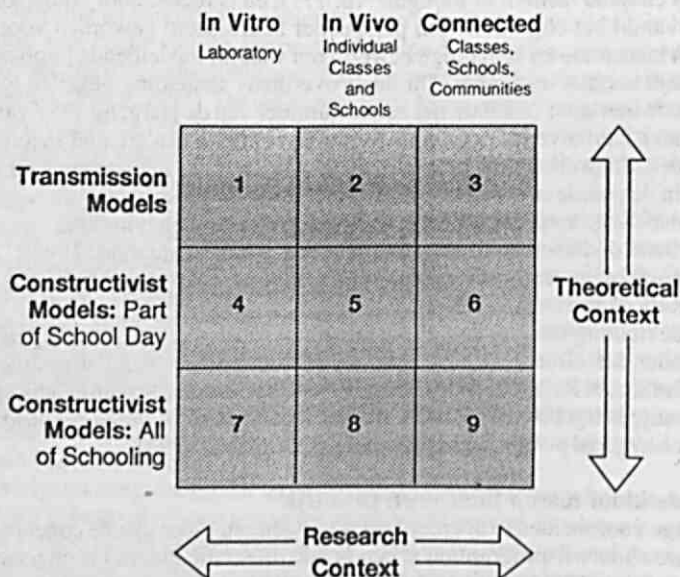 In Vitro In Vivo Connected
Laboratory Individual Classes and Schools Classes, Schools, Communities
Transmission Models 1 2 3
Constructivist Models: Part of School Day 4 5 6
Theoretical Context
Constructivist Models: All of Schooling 7 8 9
Research
Context